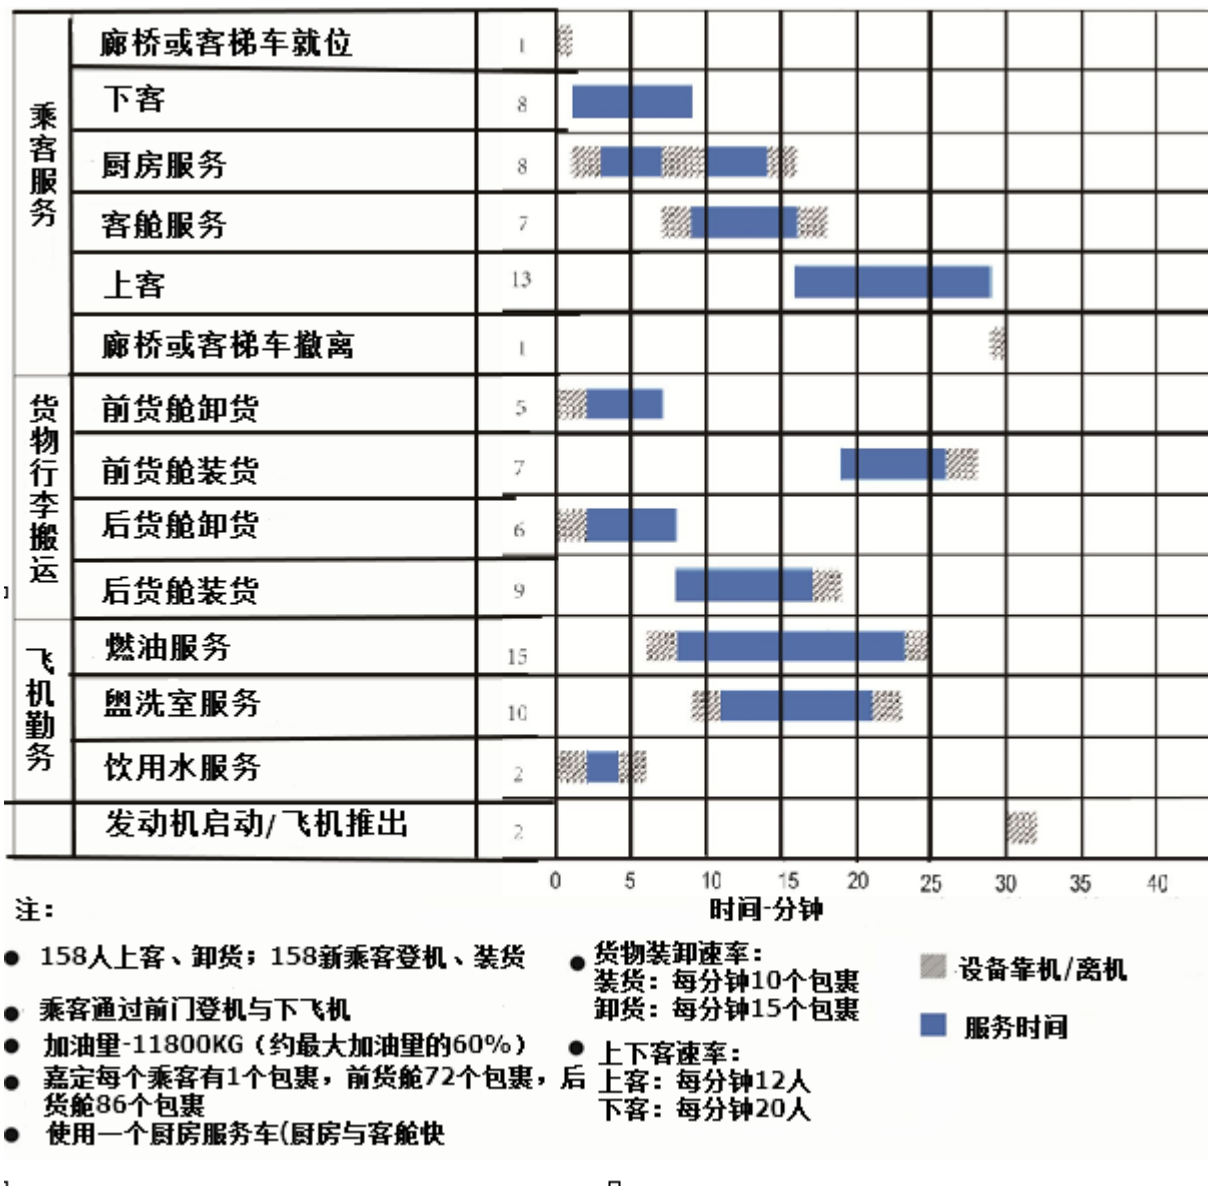 乘客服务
廊桥或客梯车就位 1
下客 8
厨房服务 8
客舱服务 7
上客 13
廊桥或客梯车撤离 1
货物行李搬运
前货舱卸货 5
前货舱装货 7
后货舱卸货 6
后货舱装货 9
飞机勤务
燃油服务 15
盥洗室服务 10
饮用水服务 2
发动机启动/飞机推出 2
0 5 10 15 20 25 30 35 40
时间-分钟
注：
● 158人上客、卸货；158新乘客登机、装货
● 乘客通过前门登机与下飞机
● 加油量-11800KG（约最大加油量的60%）
● 嘉定每个乘客有1个包裹，前货舱72个包裹，后
货舱86个包裹
● 使用一个厨房服务车(厨房与客舱快
● 货物装卸速率：
装货：每分钟10个包裹
卸货：每分钟15个包裹
● 上下客速率：
上客：每分钟12人
下客：每分钟20人
设备靠机/离机
服务时间